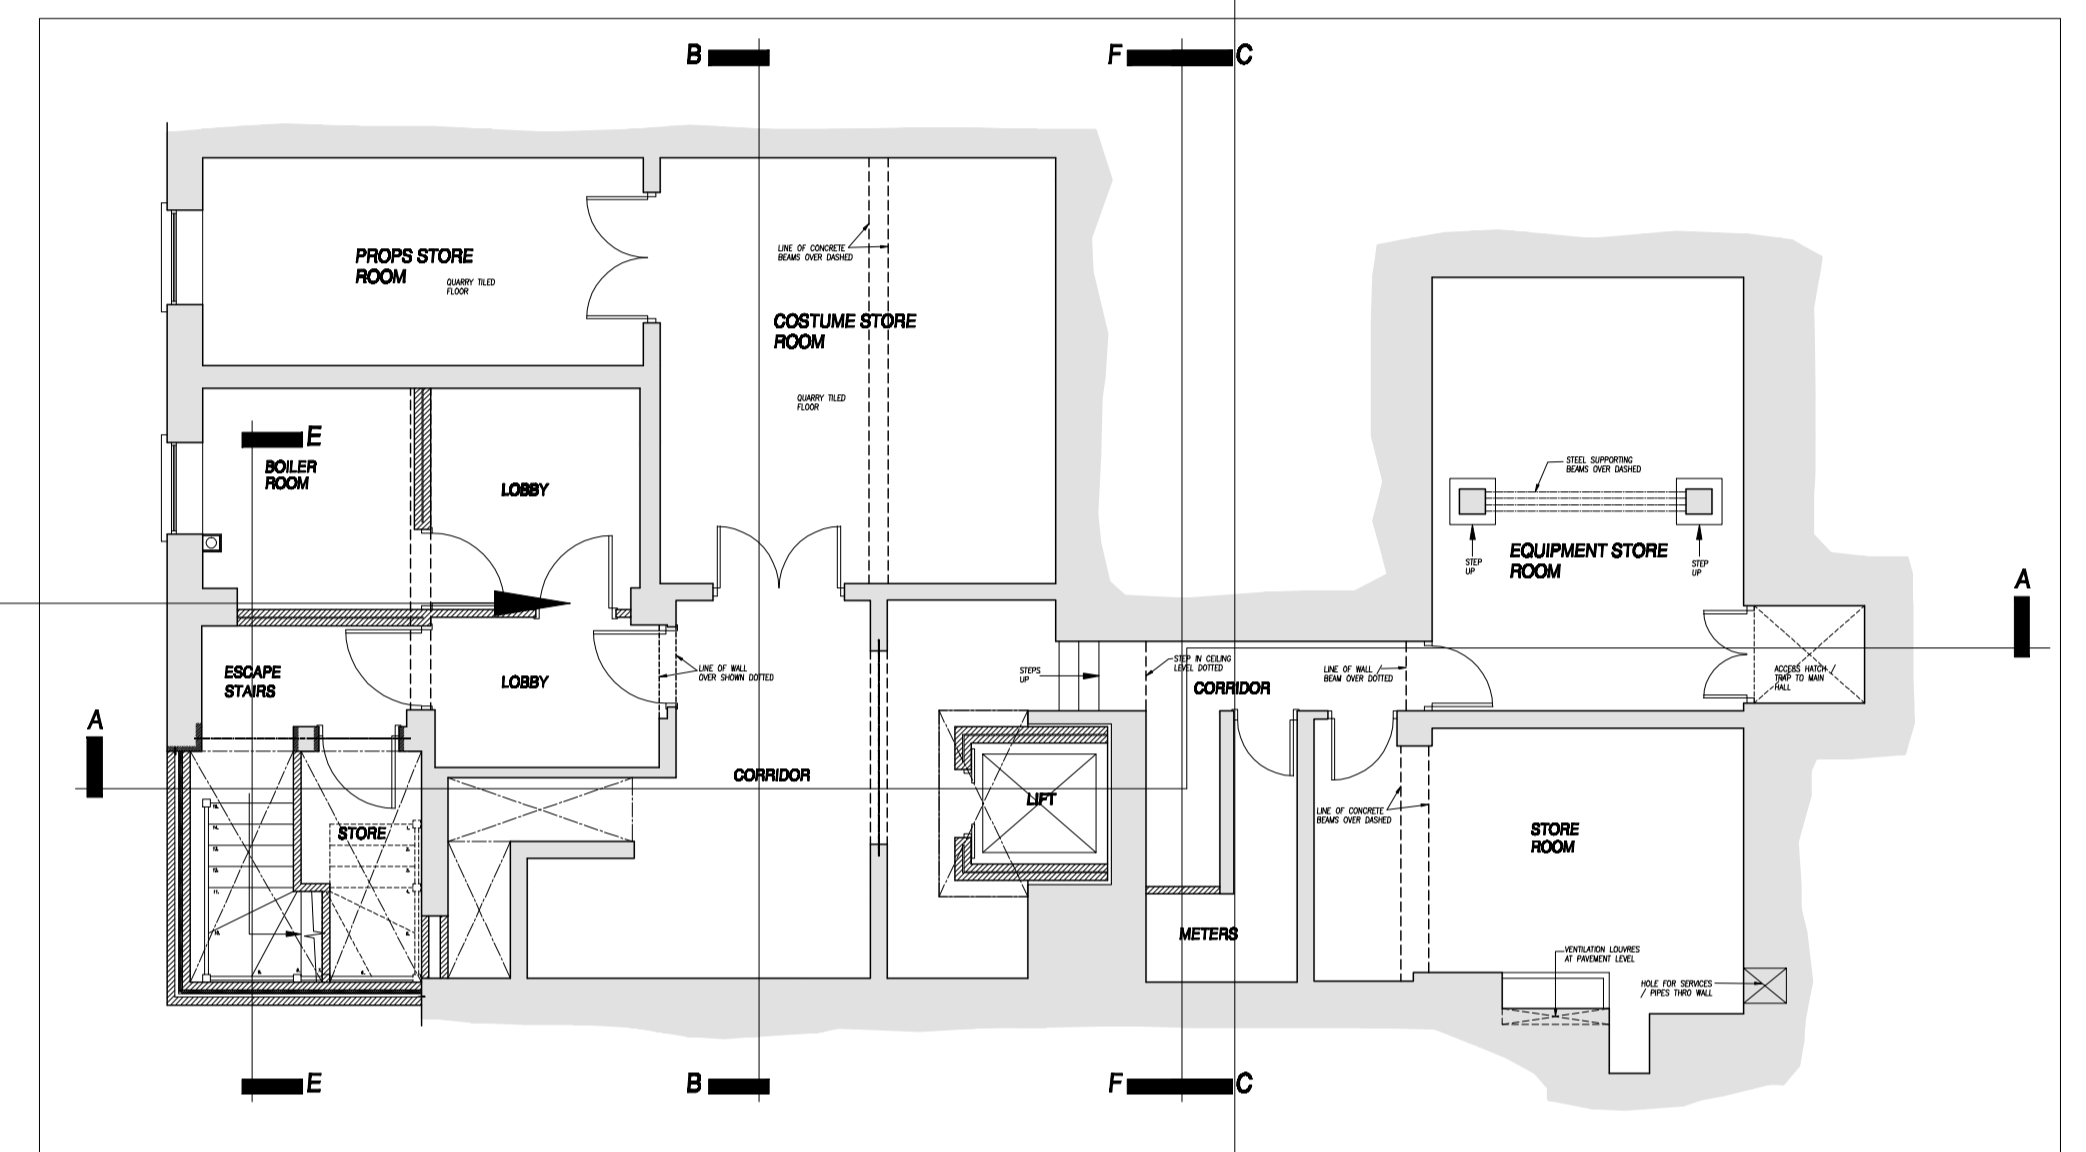 B
F
C
PROPS STORE
ROOM
QUARRY TILED
FLOOR
LINE OF CONCRETE
BEAMS OVER DASHED
COSTUME STORE
ROOM
QUARRY TILED
FLOOR
E
BOILER
ROOM
LOBBY
STEEL SUPPORTING
BEAMS OVER DASHED
EQUIPMENT STORE
ROOM
STEP
UP
STEP
UP
A
ESCAPE
STAIRS
LOBBY
LINE OF WALL
OVER SHOWN DOTTED
STEPS
UP
STEP IN CEILING
LEVEL DOTTED
CORRIDOR
LINE OF WALL
BEAM OVER DOTTED
ACCESS HATCH /
TRAP TO MAIN
HALL
A
CORRIDOR
LIFT
STORE
LINE OF CONCRETE
BEAMS OVER DASHED
STORE
ROOM
METERS
VENTILATION LOUVRES
AT PAVEMENT LEVEL
HOLE FOR SERVICES
/ PIPES THRO WALL
E
B
F
C